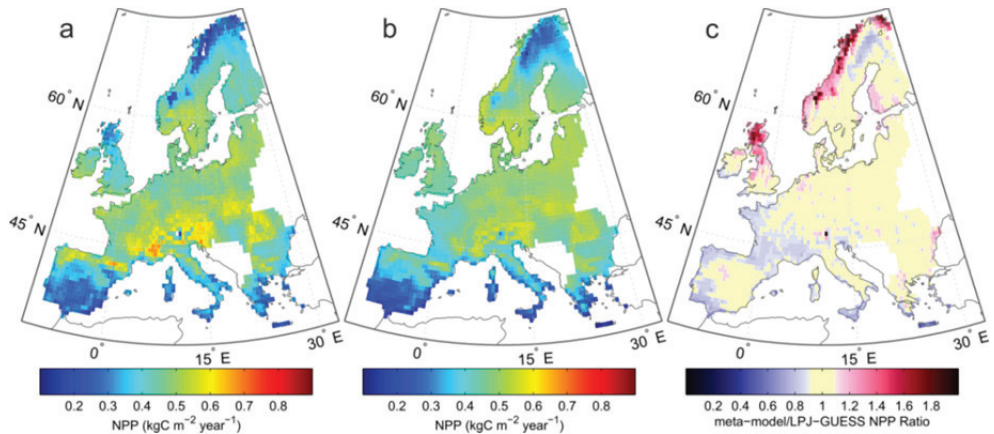 a
b
c
60° N
45° N
0°
15° E
30° E
60° N
45° N
0°
15° E
30° E
60° N
45° N
0°
15° E
30° E
0.2 0.3 0.4 0.5 0.6 0.7 0.8
NPP (kgC m⁻² year⁻¹)
0.2 0.3 0.4 0.5 0.6 0.7 0.8
NPP (kgC m⁻² year⁻¹)
0.2 0.4 0.6 0.8 1 1.2 1.4 1.6 1.8
meta-model/LPJ-GUESS NPP Ratio